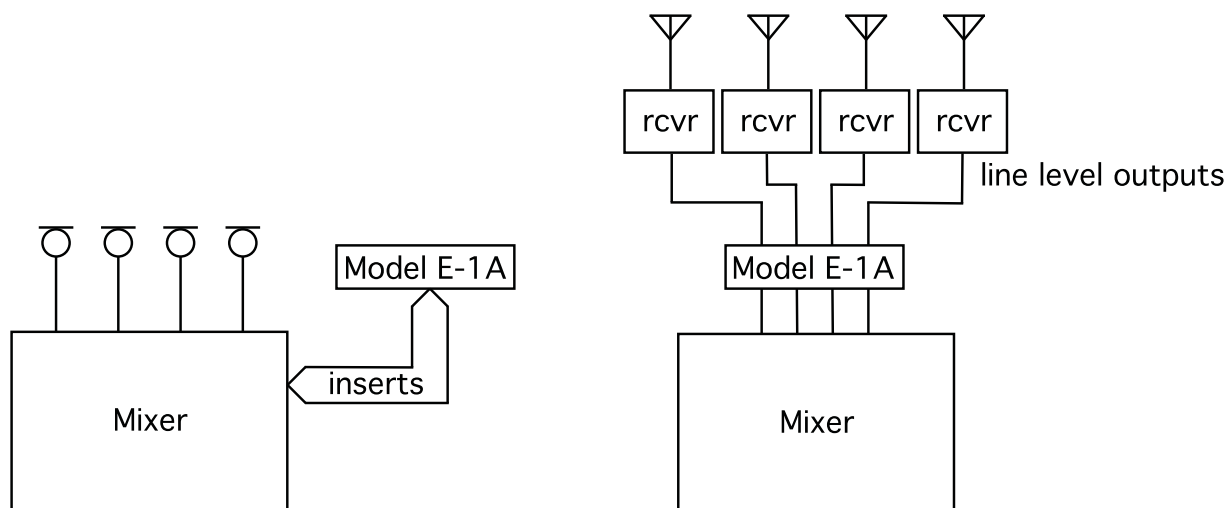 Model E-1A
inserts
Mixer
rcvr rcvr rcvr rcvr
line level outputs
Model E-1A
Mixer